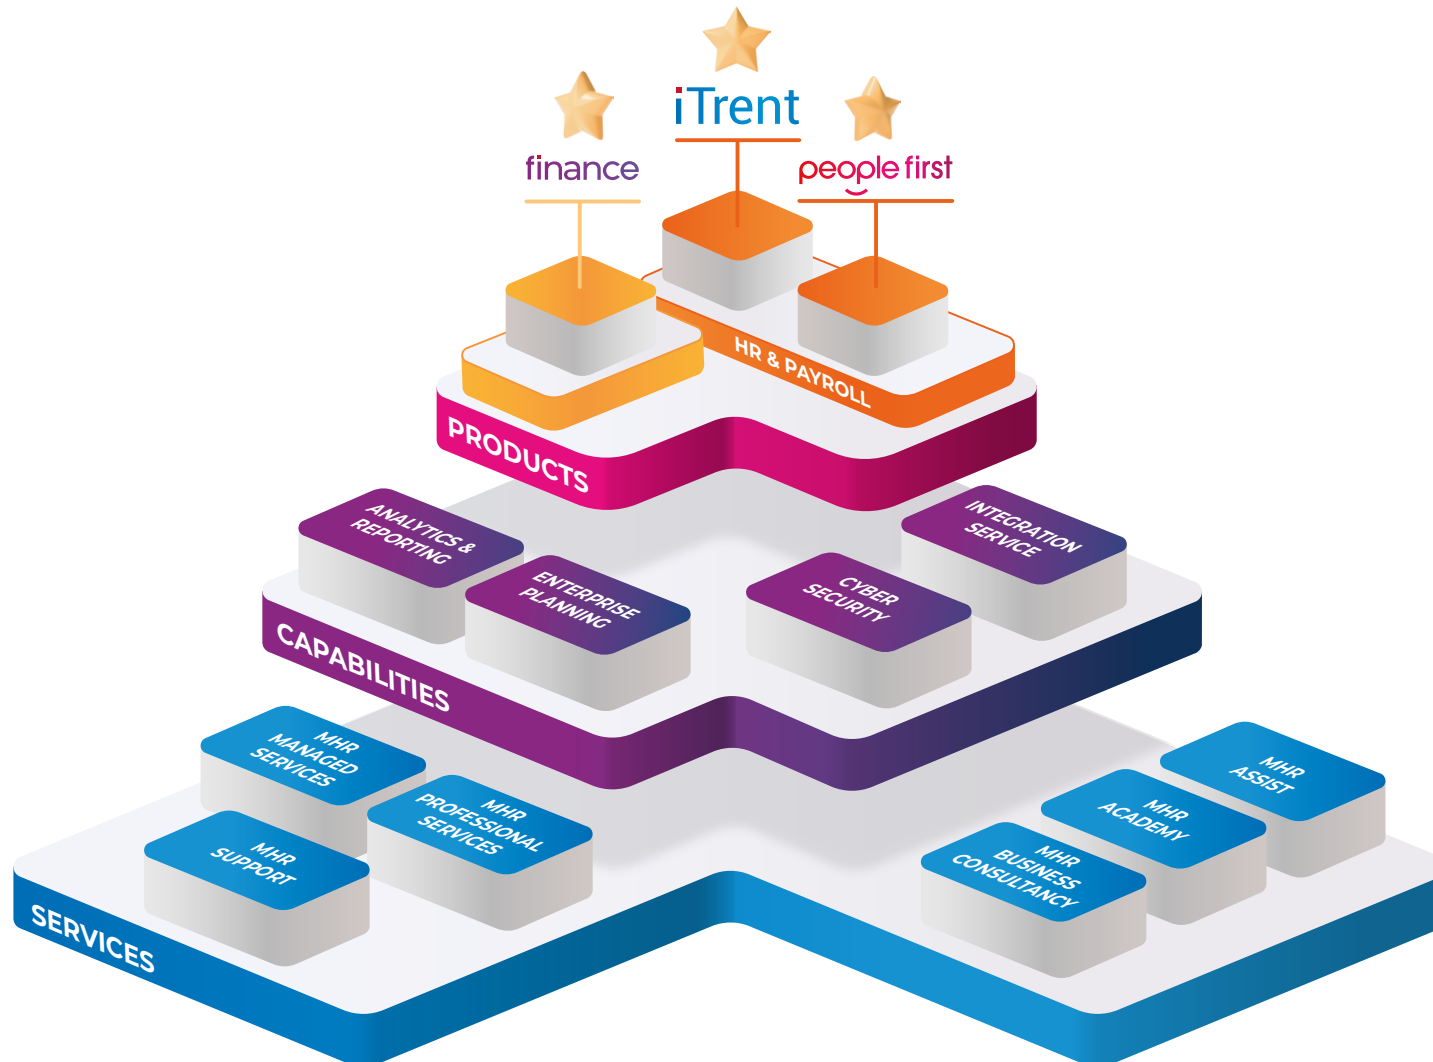 iTrent
finance
people first
HR & PAYROLL
PRODUCTS
ANALYTICS &
REPORTING
ENTERPRISE
PLANNING
CYBER
SECURITY
INTEGRATION
SERVICE
CAPABILITIES
MHR
MANAGED
SERVICES
MHR
PROFESSIONAL
SERVICES
MHR
SUPPORT
MHR
ASSIST
MHR
ACADEMY
MHR
BUSINESS
CONSULTANCY
SERVICES